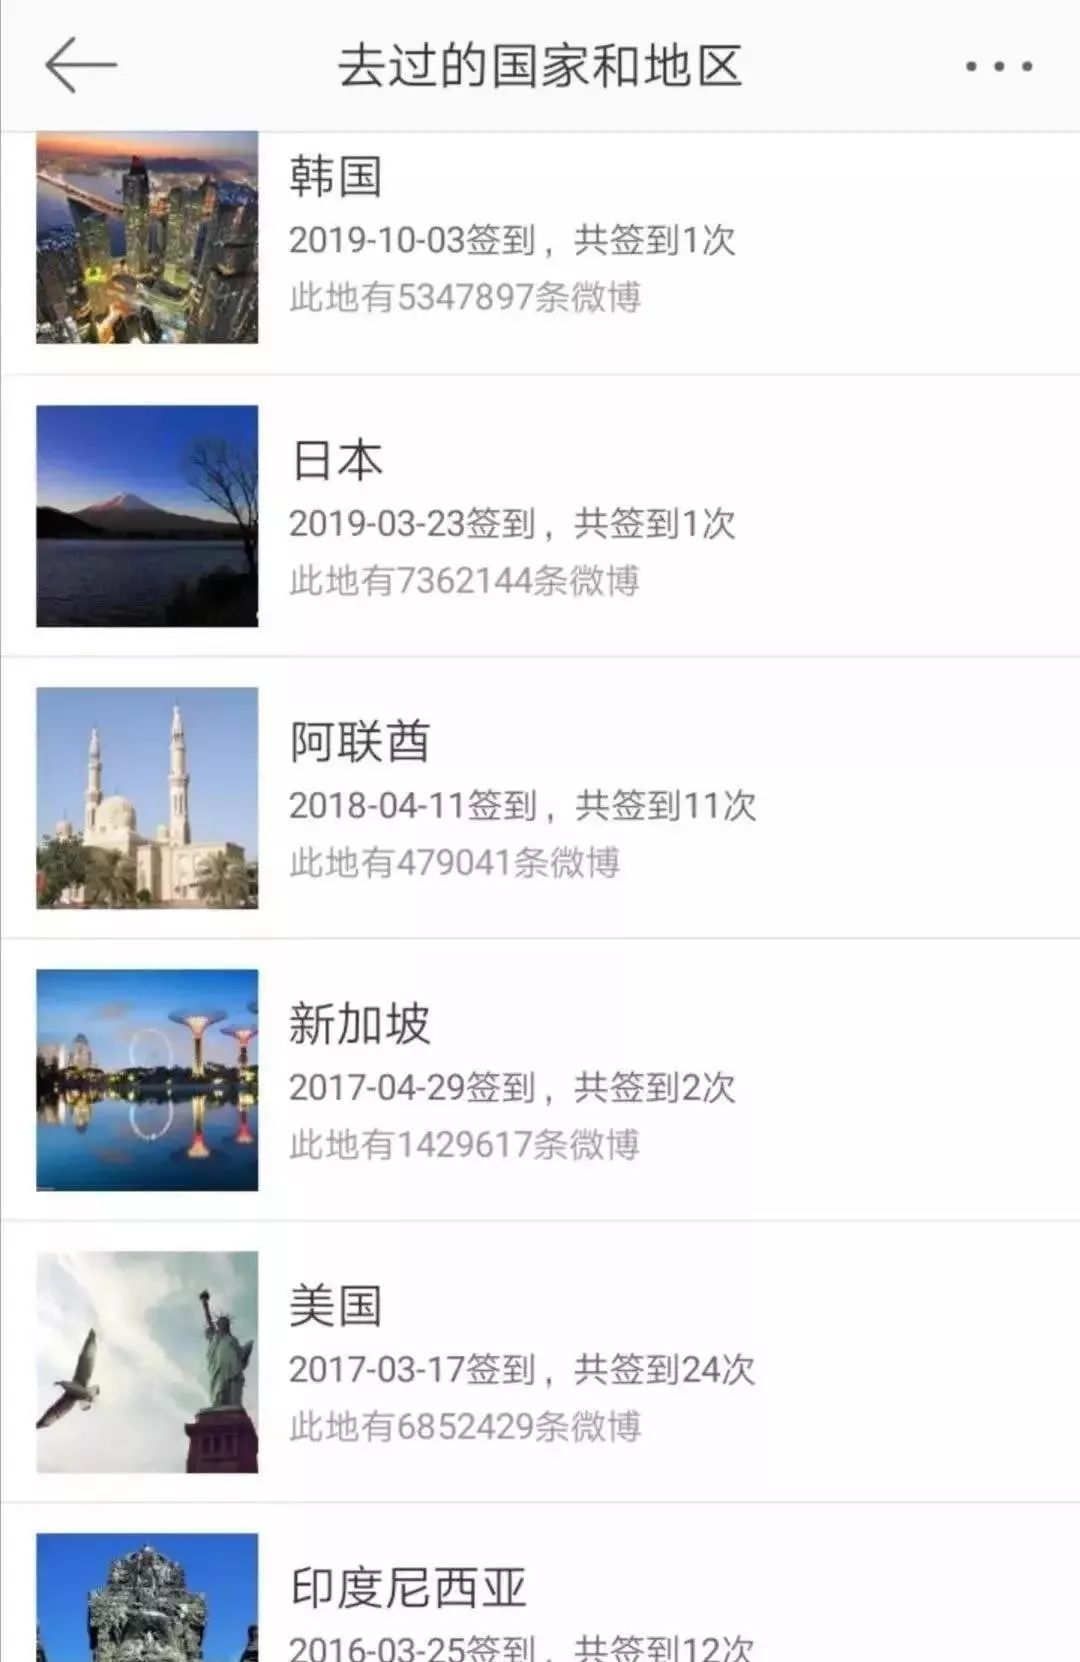 去过的国家和地区
韩国
2019-10-03签到，共签到1次
此地有5347897条微博
日本
2019-03-23签到，共签到1次
此地有7362144条微博
阿联酋
2018-04-11签到，共签到11次
此地有479041条微博
新加坡
2017-04-29签到，共签到2次
此地有1429617条微博
美国
2017-03-17签到，共签到24次
此地有6852429条微博
印度尼西亚
2016-03-25签到，共签到12次